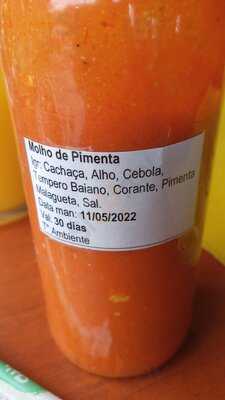 Molho de Pimenta
Igr: Cachaça, Alho, Cebola,
Tempero Baiano, Corante, Pimenta
Malagueta, Sal.
Data man: 11/05/2022
Val: 30 dias
T° Ambiente